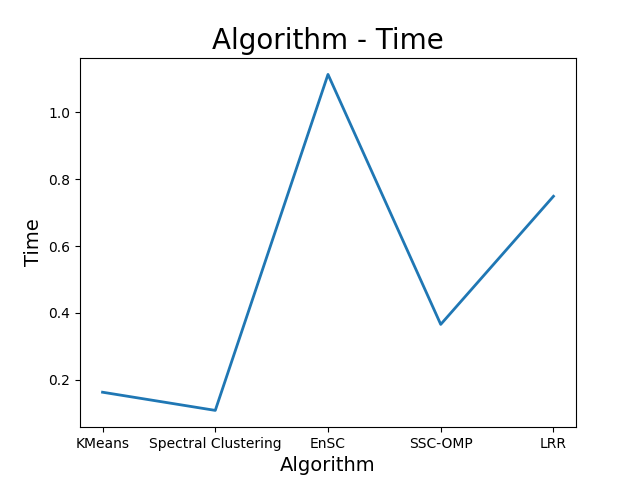 Algorithm - Time
Time
1.0
0.8
0.6
0.4
0.2
KMeans Spectral Clustering EnSC SSC-OMP LRR
Algorithm